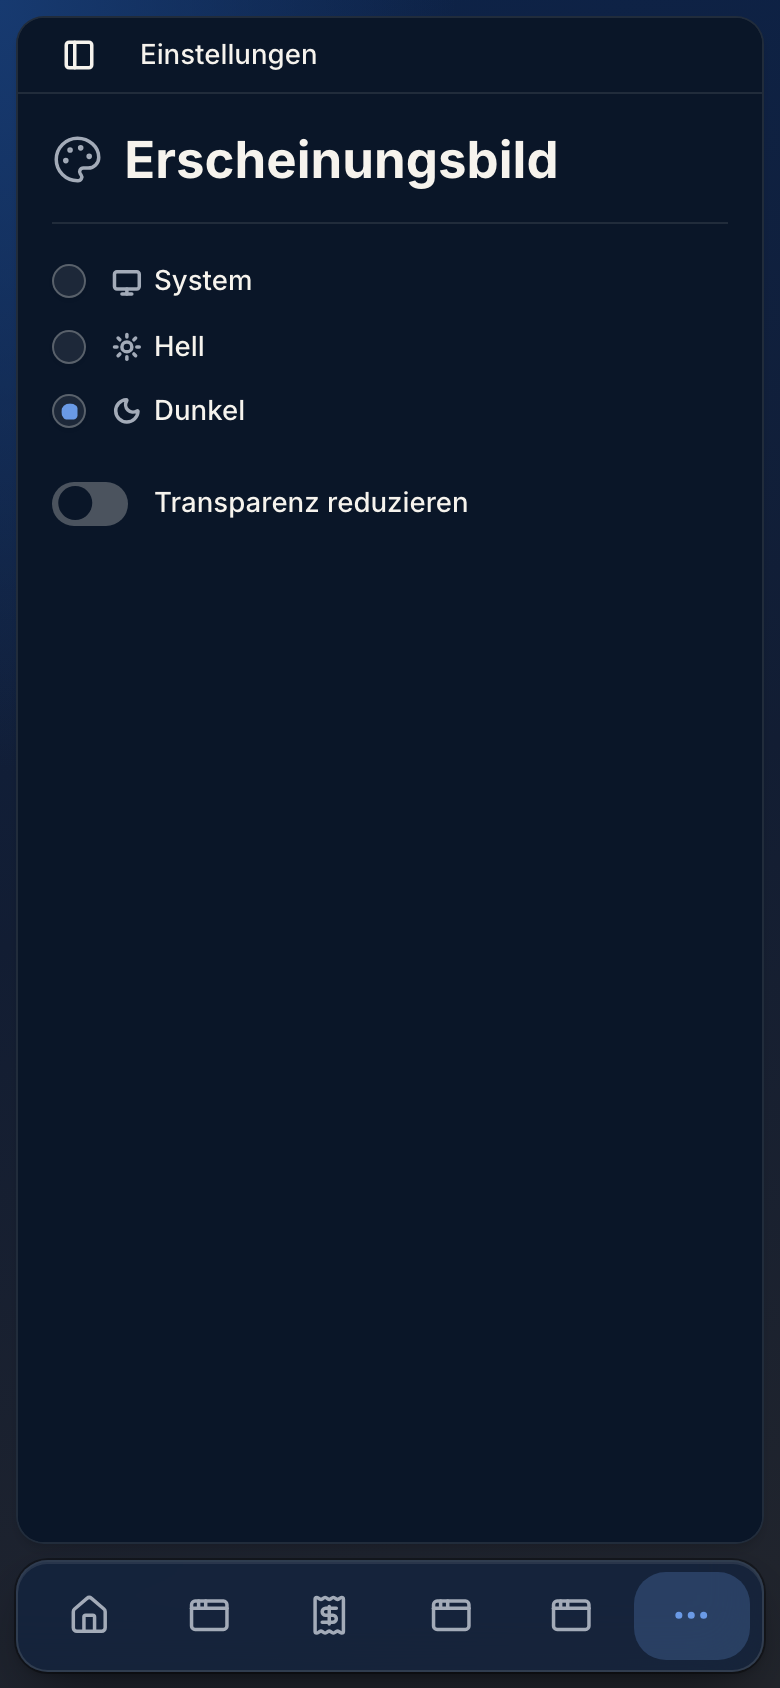 Einstellungen
Erscheinungsbild
System
Hell
Dunkel
Transparenz reduzieren